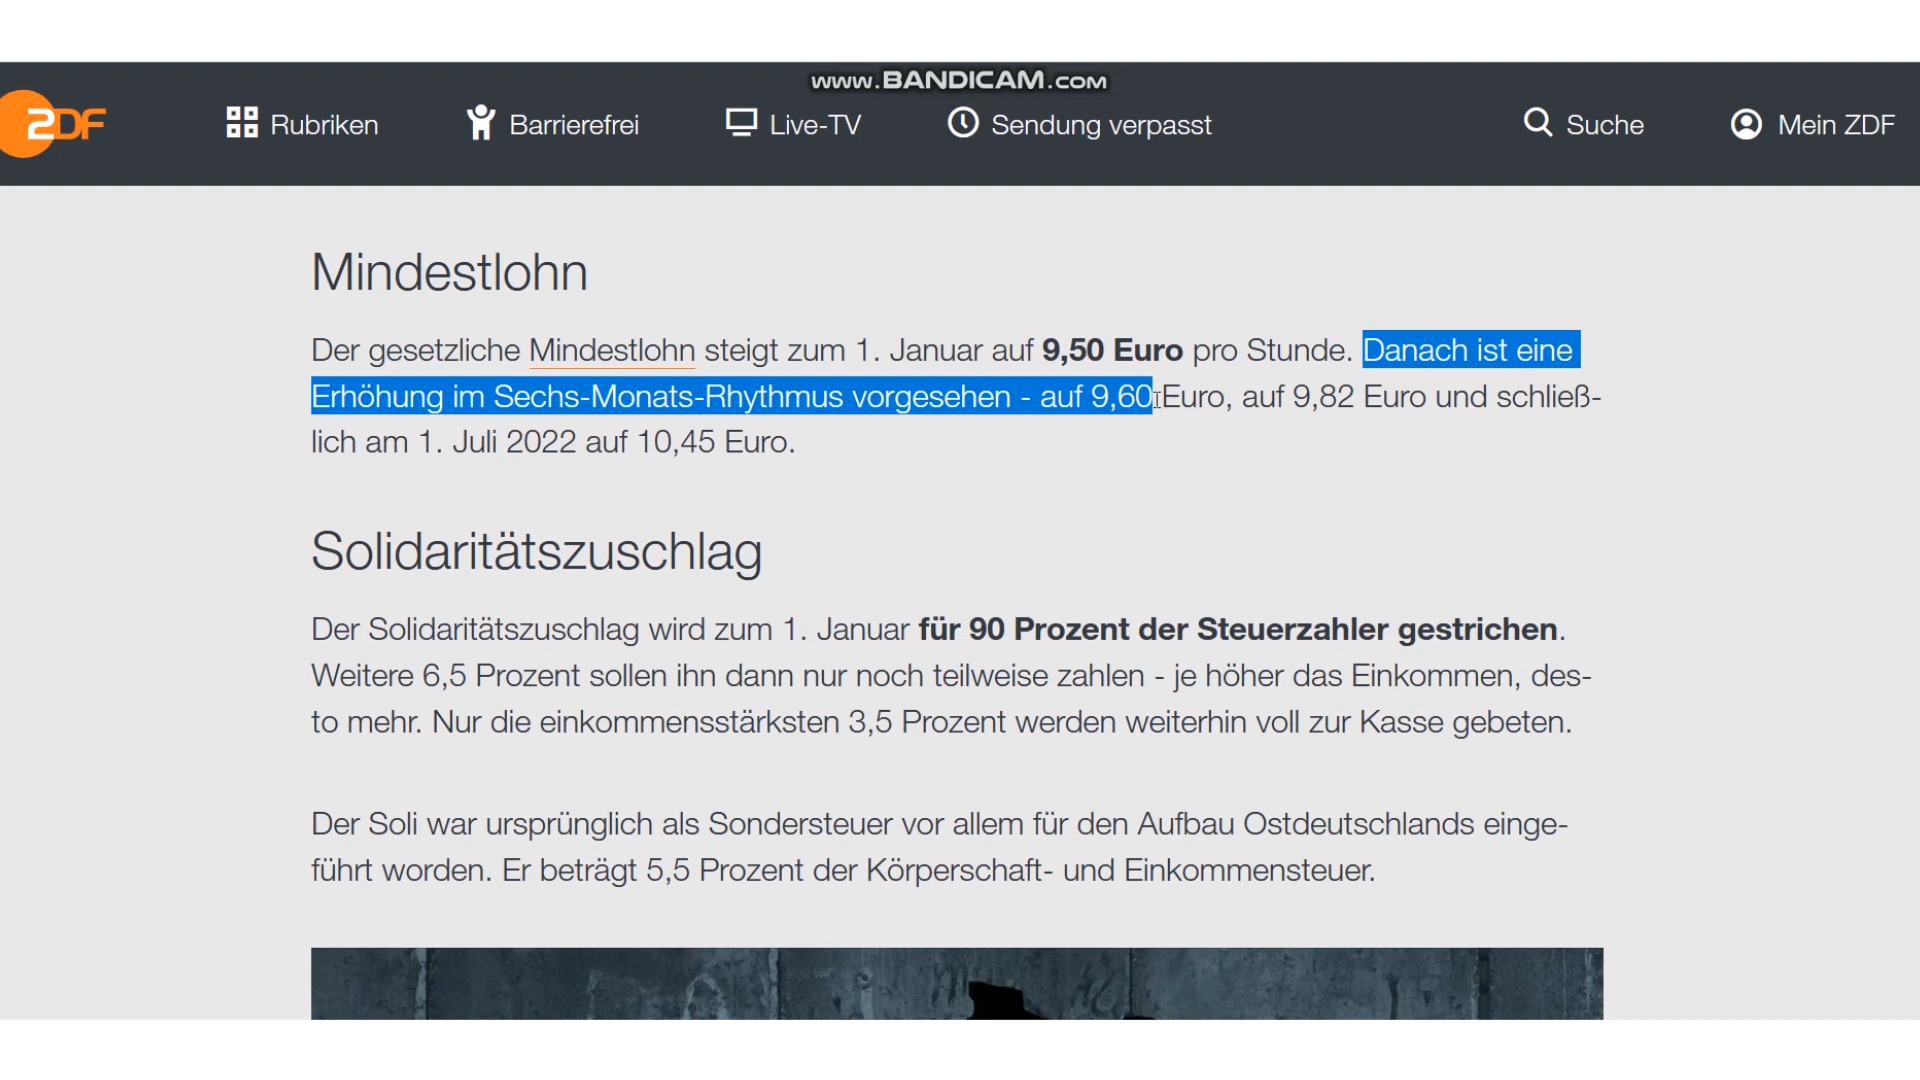 www.BANDICAM.com
ZDF
Rubriken
Barrierefrei
Live-TV
Sendung verpasst
Suche
Mein ZDF
Mindestlohn
Der gesetzliche Mindestlohn steigt zum 1. Januar auf 9,50 Euro pro Stunde. Danach ist eine
Erhöhung im Sechs-Monats-Rhythmus vorgesehen - auf 9,60 Euro, auf 9,82 Euro und schließ-
lich am 1. Juli 2022 auf 10,45 Euro.
Solidaritätszuschlag
Der Solidaritätszuschlag wird zum 1. Januar für 90 Prozent der Steuerzahler gestrichen.
Weitere 6,5 Prozent sollen ihn dann nur noch teilweise zahlen - je höher das Einkommen, des-
to mehr. Nur die einkommensstärksten 3,5 Prozent werden weiterhin voll zur Kasse gebeten.
Der Soli war ursprünglich als Sondersteuer vor allem für den Aufbau Ostdeutschlands einge-
führt worden. Er beträgt 5,5 Prozent der Körperschaft- und Einkommensteuer.